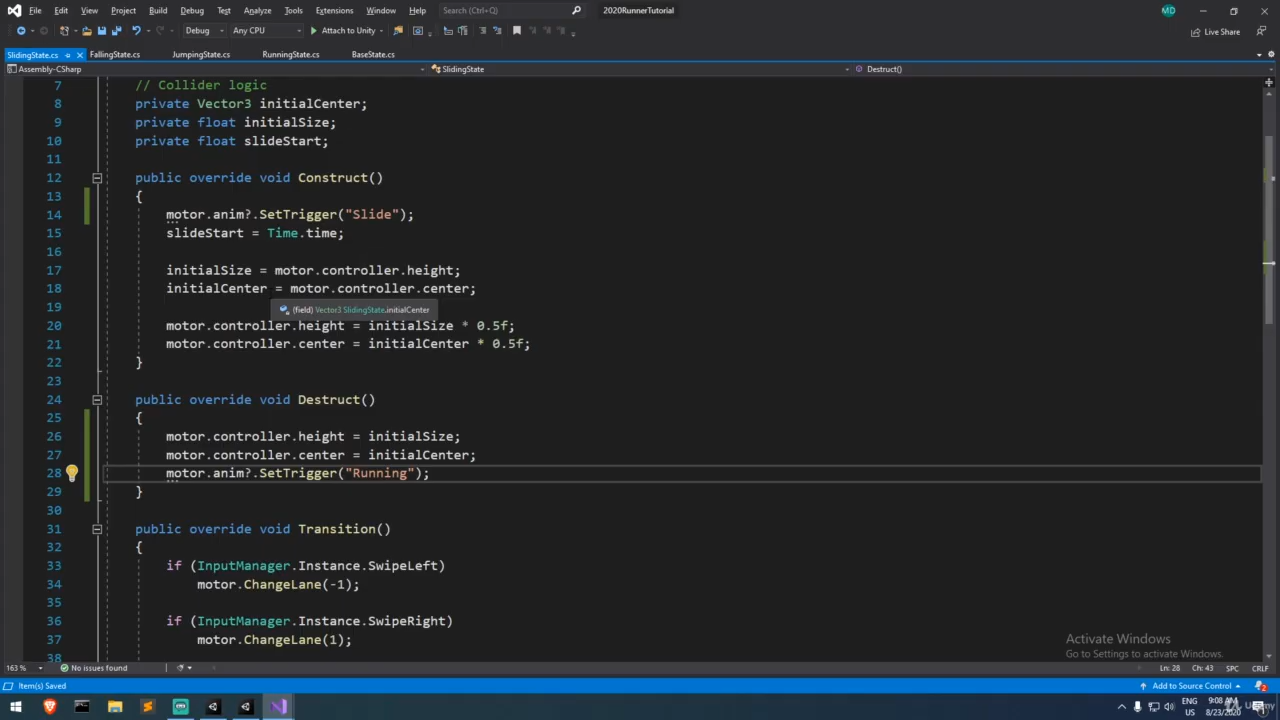 File Edit View Project Build Debug Test Analyze Tools Extensions Window Help Search (Ctrl+Q) 2020RunnerTutorial MD
Debug Any CPU Attach to Unity Live Share
SlidingState.cs FallingState.cs JumpingState.cs RunningState.cs BaseState.cs
Assembly-CSharp SlidingState Destruct()
7 // Collider logic
8 private Vector3 initialCenter;
9 private float initialSize;
10 private float slideStart;
11
12 public override void Construct()
13 {
14 motor.anim?.SetTrigger("Slide");
15 slideStart = Time.time;
16
17 initialSize = motor.controller.height;
18 initialCenter = motor.controller.center;
19 (field) Vector3 SlidingState.initialCenter
20 motor.controller.height = initialSize * 0.5f;
21 motor.controller.center = initialCenter * 0.5f;
22 }
23
24 public override void Destruct()
25 {
26 motor.controller.height = initialSize;
27 motor.controller.center = initialCenter;
28 motor.anim?.SetTrigger("Running");
29 }
30
31 public override void Transition()
32 {
33 if (InputManager.Instance.SwipeLeft)
34 motor.ChangeLane(-1);
35
36 if (InputManager.Instance.SwipeRight)
37 motor.ChangeLane(1);
38
Activate Windows
Go to Settings to activate Windows.
163 % No issues found Ln: 28 Ch: 43 SPC CRLF
Item(s) Saved Add to Source Control 2
ENG 9:08 AM
US 8/23/2020
Udemy